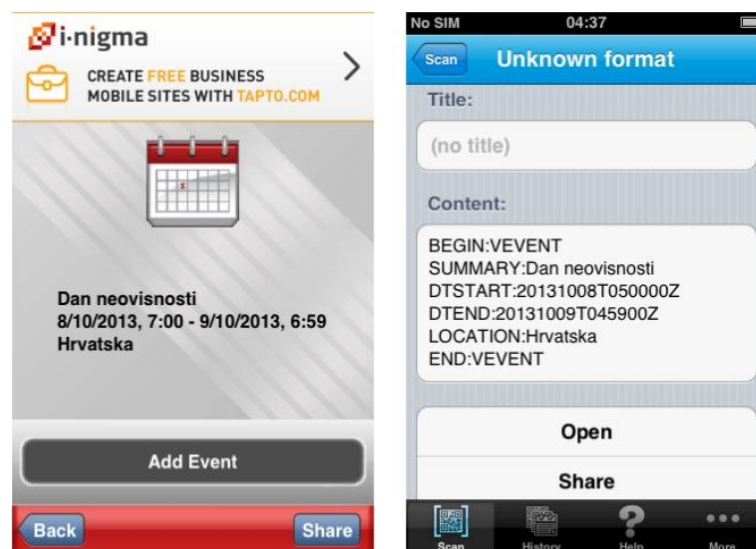 i-nigma
CREATE FREE BUSINESS
MOBILE SITES WITH TAPTO.COM
Dan neovisnosti
8/10/2013, 7:00 - 9/10/2013, 6:59
Hrvatska
Add Event
Back
Share
No SIM
04:37
Scan
Unknown format
Title:
(no title)
Content:
BEGIN:VEVENT
SUMMARY:Dan neovisnosti
DTSTART:20131008T050000Z
DTEND:20131009T045900Z
LOCATION:Hrvatska
END:VEVENT
Open
Share
Scan
History
Help
More